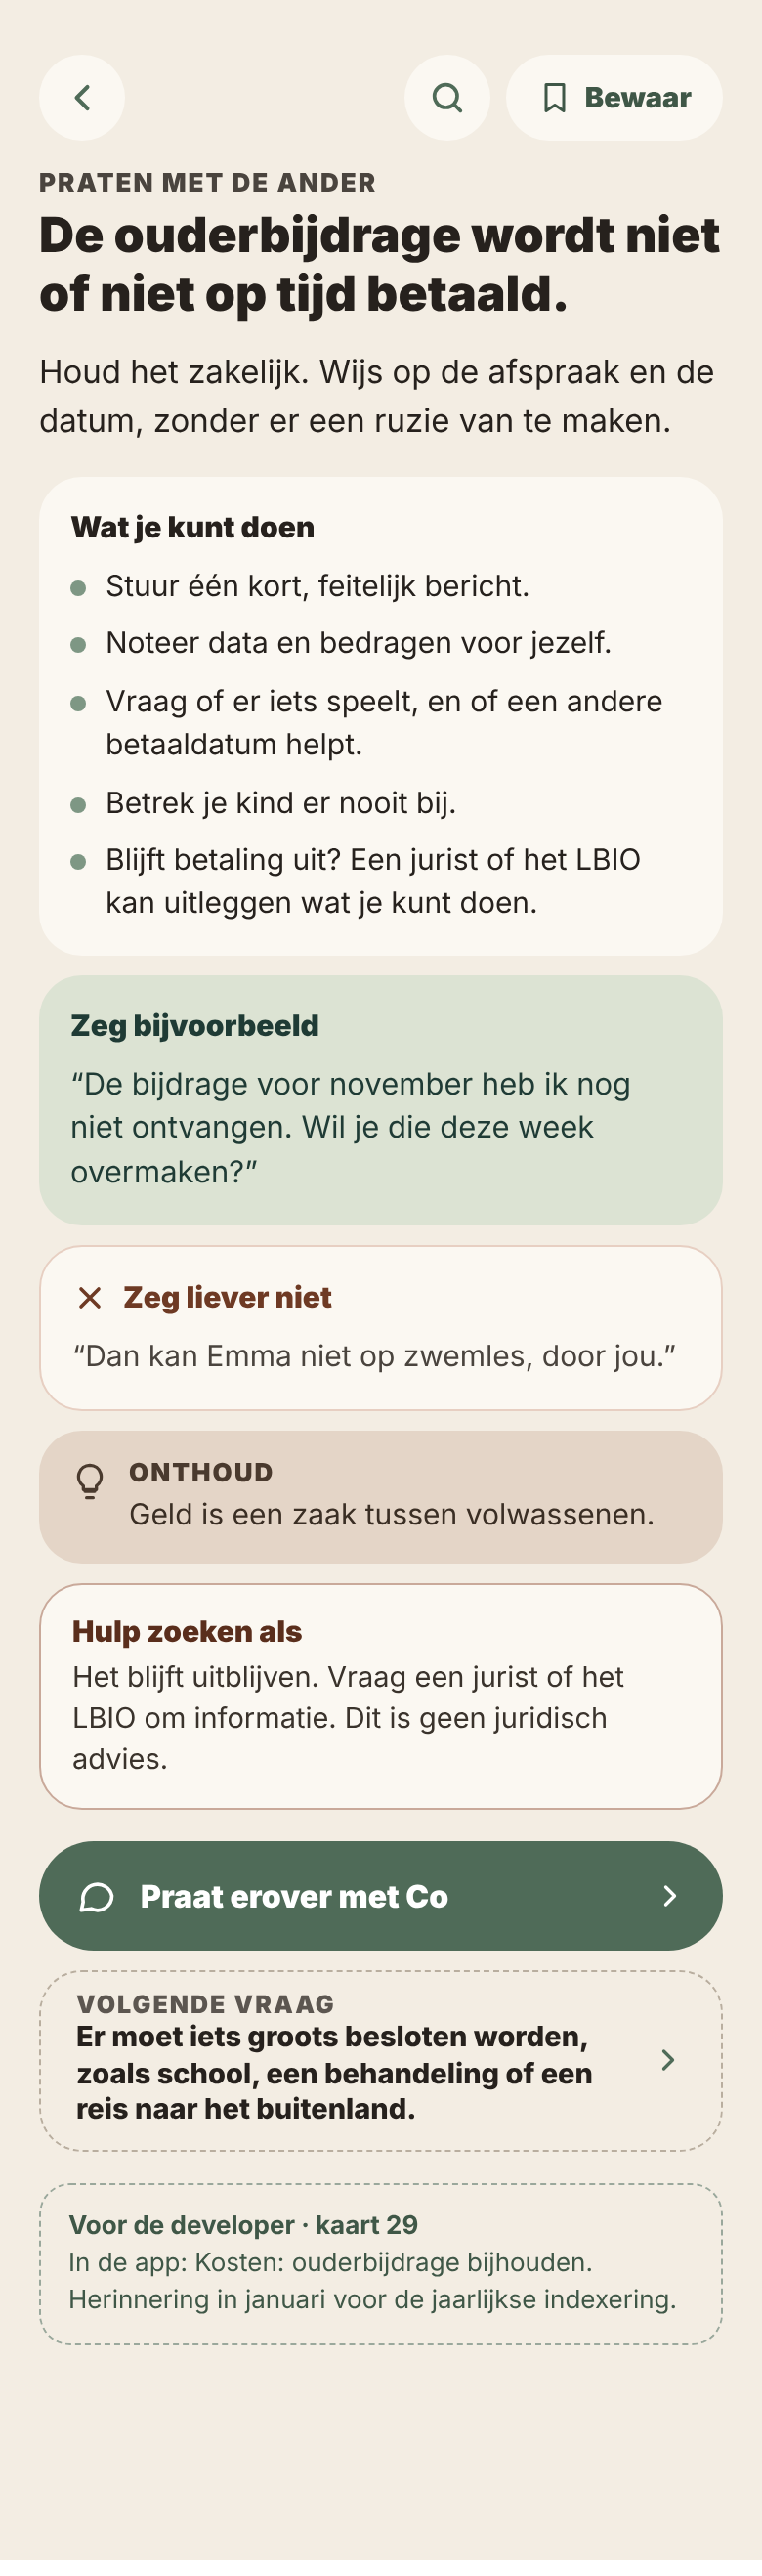 Bewaar
PRATEN MET DE ANDER
De ouderbijdrage wordt niet
of niet op tijd betaald.
Houd het zakelijk. Wijs op de afspraak en de
datum, zonder er een ruzie van te maken.
Wat je kunt doen
Stuur één kort, feitelijk bericht.
Noteer data en bedragen voor jezelf.
Vraag of er iets speelt, en of een andere
betaaldatum helpt.
Betrek je kind er nooit bij.
Blijft betaling uit? Een jurist of het LBIO
kan uitleggen wat je kunt doen.
Zeg bijvoorbeeld
“De bijdrage voor november heb ik nog
niet ontvangen. Wil je die deze week
overmaken?”
Zeg liever niet
“Dan kan Emma niet op zwemles, door jou.”
ONTHOUD
Geld is een zaak tussen volwassenen.
Hulp zoeken als
Het blijft uitblijven. Vraag een jurist of het
LBIO om informatie. Dit is geen juridisch
advies.
Praat erover met Co
VOLGENDE VRAAG
Er moet iets groots besloten worden,
zoals school, een behandeling of een
reis naar het buitenland.
Voor de developer · kaart 29
In de app: Kosten: ouderbijdrage bijhouden.
Herinnering in januari voor de jaarlijkse indexering.